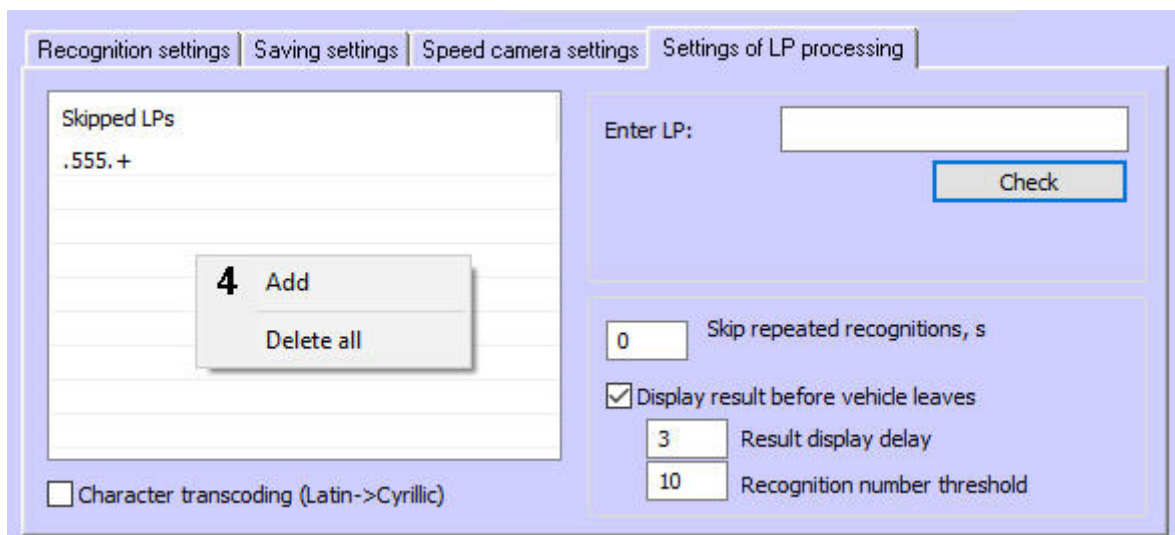 Recognition settings
Saving settings
Speed camera settings
Settings of LP processing
Skipped LPs
.555.+
4 Add
Delete all
Character transcoding (Latin->Cyrillic)
Enter LP:
Check
0 Skip repeated recognitions, s
Display result before vehicle leaves
3 Result display delay
10 Recognition number threshold